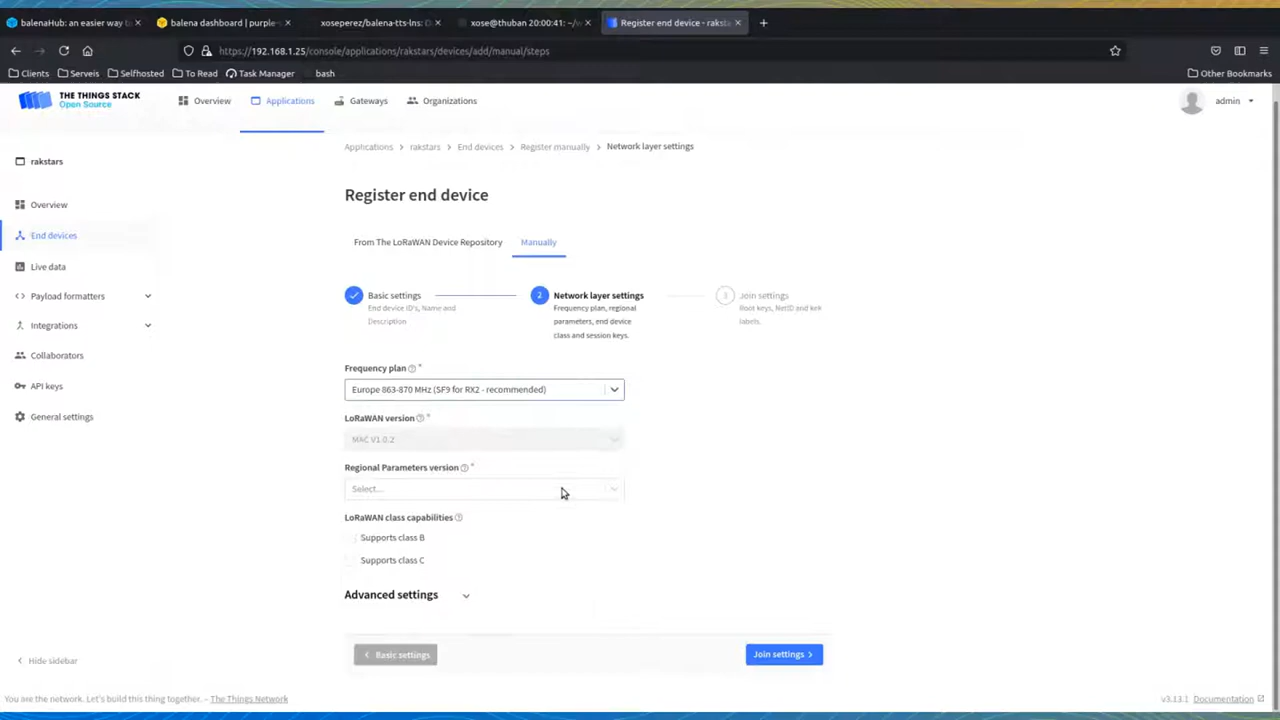 balenaHub: an easier way t
balena dashboard | purple-
xoseperez/balena-tts-lns: D
xose@thuban 20:00:41: ~/w
Register end device - raksta
https://192.168.1.25/console/applications/rakstars/devices/add/manual/steps
Clients
Serveis
Selfhosted
To Read
Task Manager
bash
Other Bookmarks
THE THINGS STACK
Open Source
Overview
Applications
Gateways
Organizations
admin
rakstars
Overview
End devices
Live data
Payload formatters
Integrations
Collaborators
API keys
General settings
Hide sidebar
Applications > rakstars > End devices > Register manually > Network layer settings
Register end device
From The LoRaWAN Device Repository
Manually
Basic settings
End device ID's, Name and
Description
2
Network layer settings
Frequency plan, regional
parameters, end device
class and session keys.
3
Join settings
Root keys, NetID and kek
labels.
Frequency plan *
Europe 863-870 MHz (SF9 for RX2 - recommended)
LoRaWAN version *
MAC V1.0.2
Regional Parameters version *
Select...
LoRaWAN class capabilities
Supports class B
Supports class C
Advanced settings
< Basic settings
Join settings >
You are the network. Let's build this thing together. – The Things Network
v3.13.1 Documentation